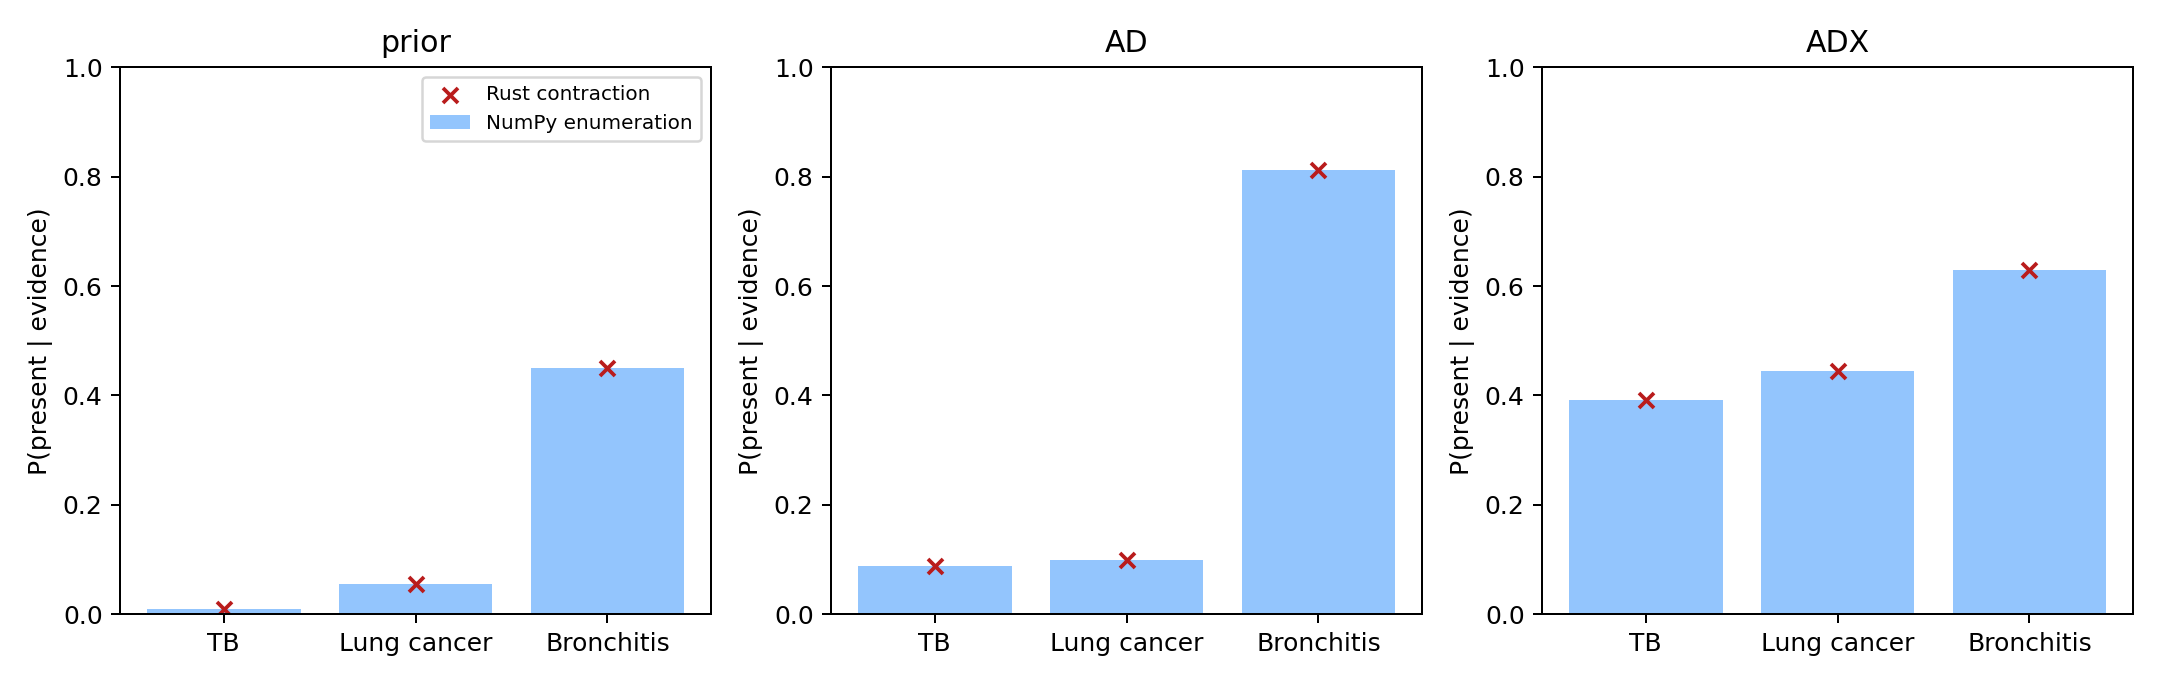 prior
1.0
0.8
0.6
0.4
0.2
0.0
P(present | evidence)
Rust contraction
NumPy enumeration
TB
Lung cancer
Bronchitis
AD
1.0
0.8
0.6
0.4
0.2
0.0
P(present | evidence)
TB
Lung cancer
Bronchitis
ADX
1.0
0.8
0.6
0.4
0.2
0.0
P(present | evidence)
TB
Lung cancer
Bronchitis